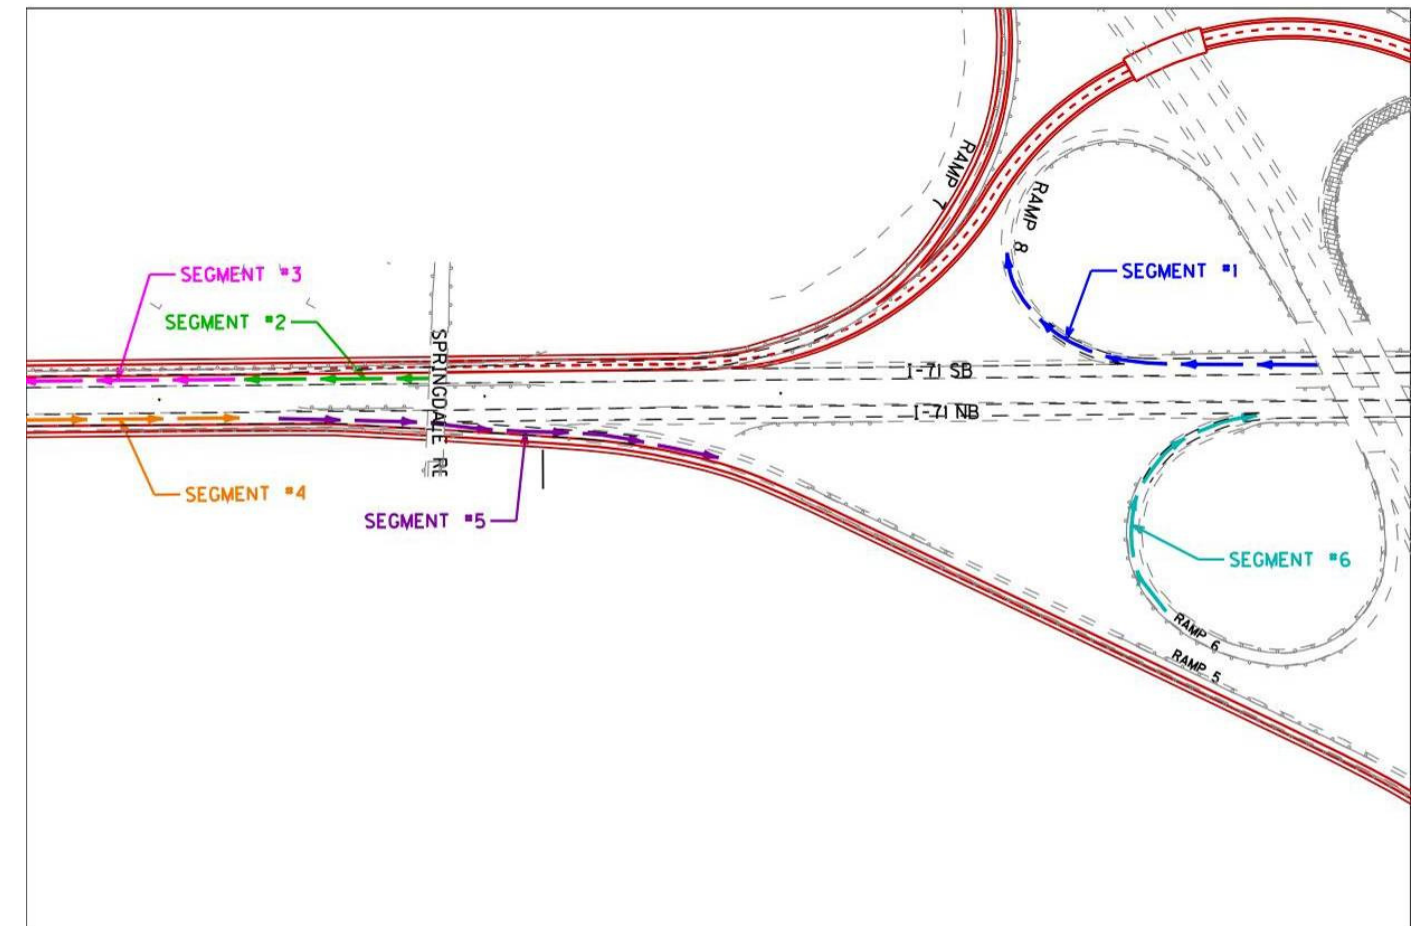 RAMP 7
RAMP 8
SEGMENT #1
SEGMENT #3
SEGMENT #2
SPRINGDALE RE
I-71 SB
I-71 NB
SEGMENT #4
SEGMENT #5
SEGMENT #6
RAMP 6
RAMP 5